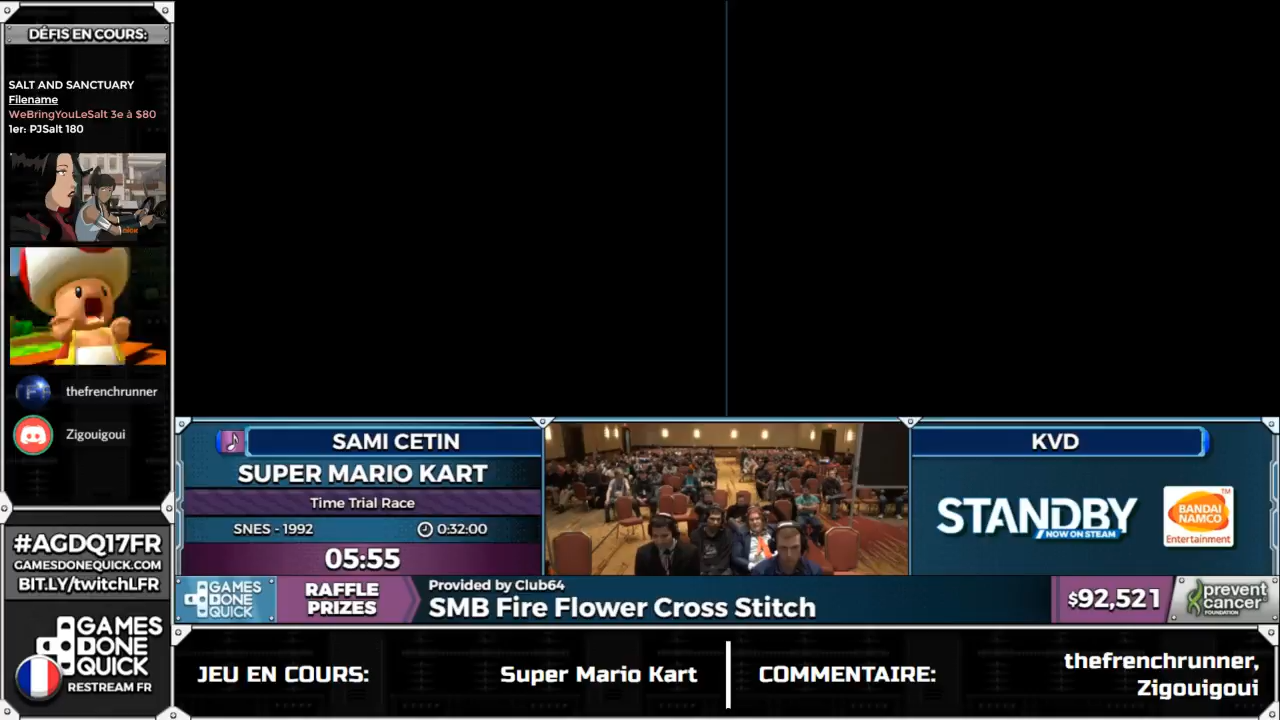 DÉFIS EN COURS:
SALT AND SANCTUARY
Filename
WeBringYouLeSalt 3e à $80
1er: PJSalt 180
nick
thefrenchrunner
Zigouigoui
#AGDQ17FR
GAMESDONEQUICK.COM
BIT.LY/twitchLFR
GAMES
DONE
QUICK
RESTREAM FR
SAMI CETIN
SUPER MARIO KART
Time Trial Race
SNES - 1992
0:32:00
05:55
KVD
STANDBY
NOW ON STEAM
BANDAI
NAMCO
Entertainment
TM
GAMES
DONE
QUICK
RAFFLE
PRIZES
Provided by Club64
SMB Fire Flower Cross Stitch
$92,521
prevent
cancer
FOUNDATION
JEU EN COURS:
Super Mario Kart
COMMENTAIRE:
thefrenchrunner,
Zigouigoui